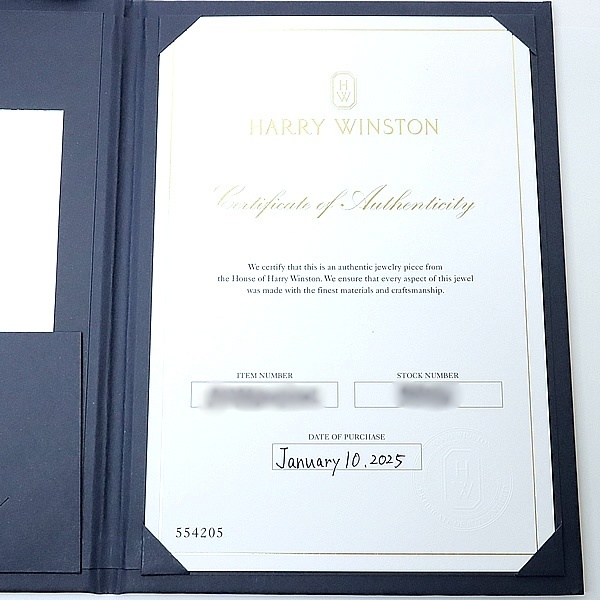 H
W
HARRY WINSTON
Certificate of Authenticity
We certify that this is an authentic jewelry piece from
the House of Harry Winston. We ensure that every aspect of this jewel
was made with the finest materials and craftsmanship.
ITEM NUMBER STOCK NUMBER
DATE OF PURCHASE
January 10, 2025
H
W
554205